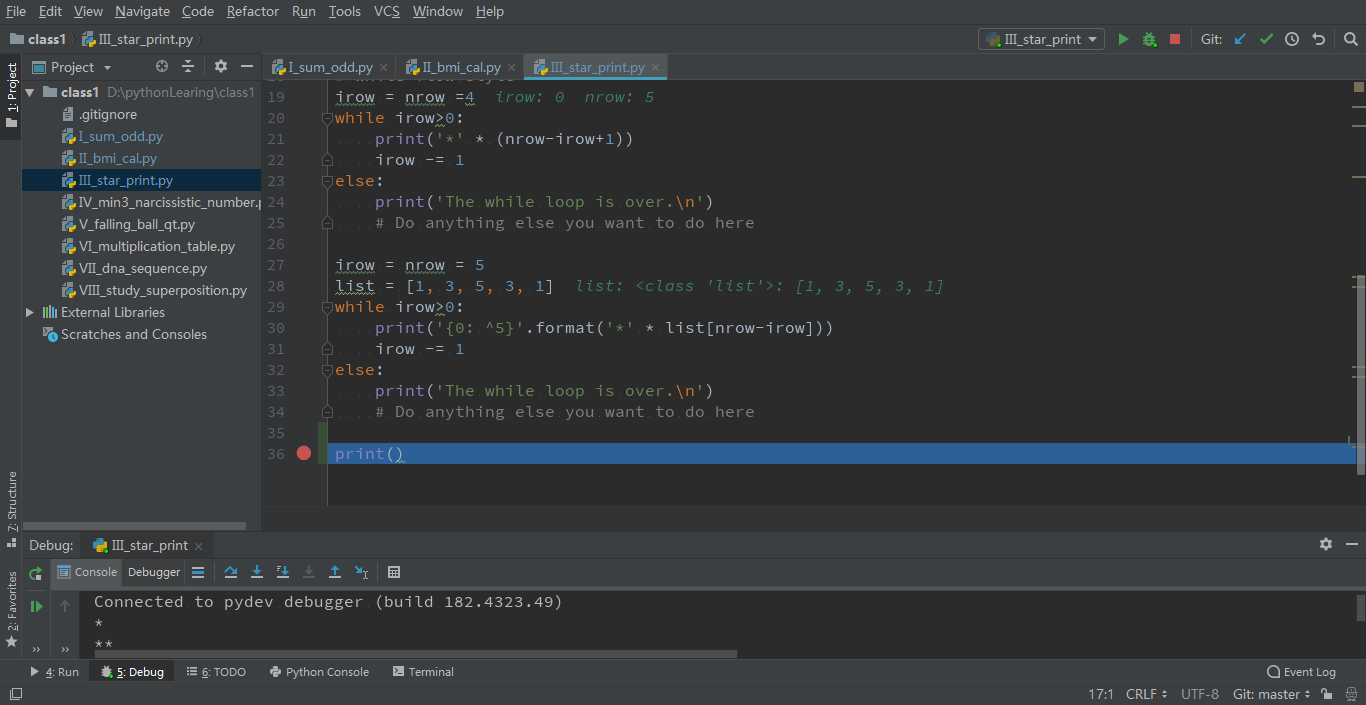 File Edit View Navigate Code Refactor Run Tools VCS Window Help
class1 III_star_print.py III_star_print Git:
1: Project
Project I_sum_odd.py II_bmi_cal.py III_star_print.py
class1 D:\pythonLearing\class1
.gitignore
I_sum_odd.py
II_bmi_cal.py
III_star_print.py
IV_min3_narcissistic_number.p
V_falling_ball_qt.py
VI_multiplication_table.py
VII_dna_sequence.py
VIII_study_superposition.py
External Libraries
Scratches and Consoles
19 irow = nrow =4 irow: 0 nrow: 5
20 while irow>0:
21 print('*' * (nrow-irow+1))
22 irow -= 1
23 else:
24 print('The while loop is over.\n')
25 # Do anything else you want to do here
26
27 irow = nrow = 5
28 list = [1, 3, 5, 3, 1] list: <class 'list'>: [1, 3, 5, 3, 1]
29 while irow>0:
30 print('{0: ^5}'.format('*' * list[nrow-irow]))
31 irow -= 1
32 else:
33 print('The while loop is over.\n')
34 # Do anything else you want to do here
35
36 print()
7: Structure
2: Favorites
Debug: III_star_print
Console Debugger
Connected to pydev debugger (build 182.4323.49)
*
**
4: Run 5: Debug 6: TODO Python Console Terminal Event Log
17:1 CRLF UTF-8 Git: master